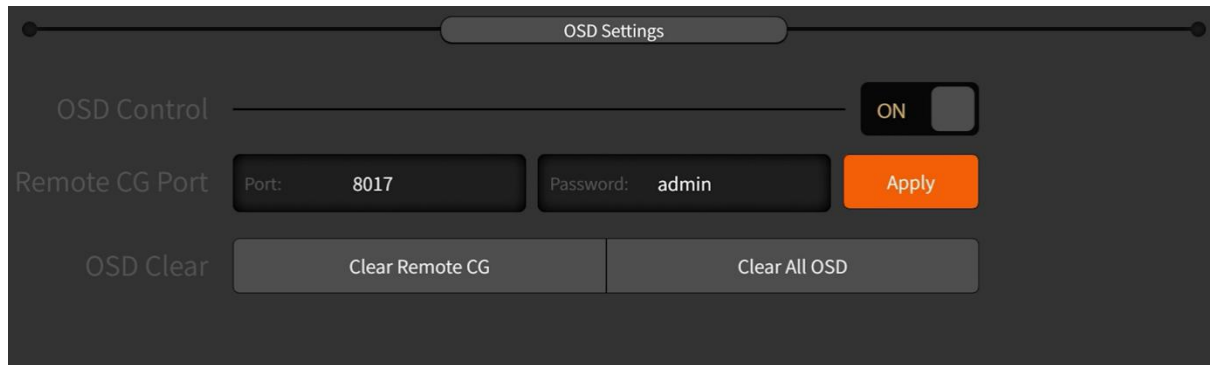 OSD Settings
OSD Control ON
Remote CG Port Port: 8017 Password: admin Apply
OSD Clear Clear Remote CG Clear All OSD